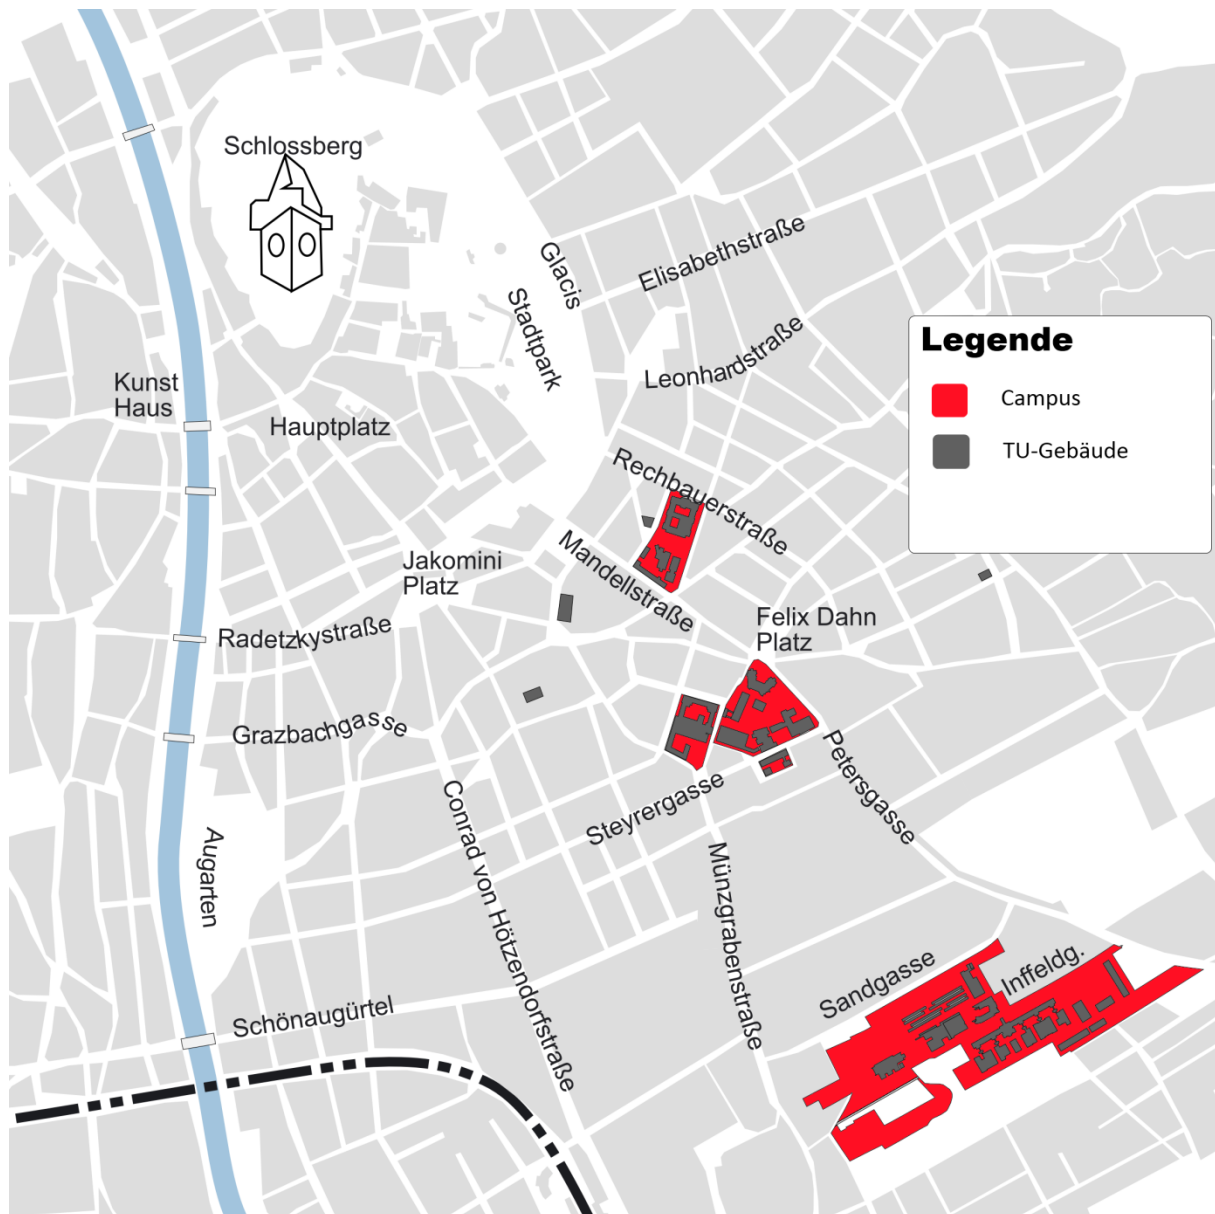 Schlossberg
Glacis
Elisabethstraße
Stadtpark
Leonhardstraße
Legende
Campus
TU-Gebäude
Kunst
Haus
Hauptplatz
Rechbauerstraße
Mandellstraße
Jakomini
Platz
Felix Dahn
Platz
Radetzkystraße
Grazbachgasse
Petersgasse
Steyrergasse
Conrad von Hötzendorfstraße
Augarten
Münzgrabenstraße
Sandgasse
Inffeldg.
Schönaugürtel